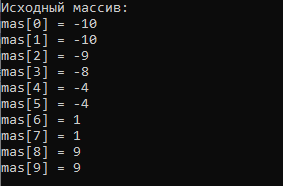 Исходный массив:
mas[0] = -10
mas[1] = -10
mas[2] = -9
mas[3] = -8
mas[4] = -4
mas[5] = -4
mas[6] = 1
mas[7] = 1
mas[8] = 9
mas[9] = 9